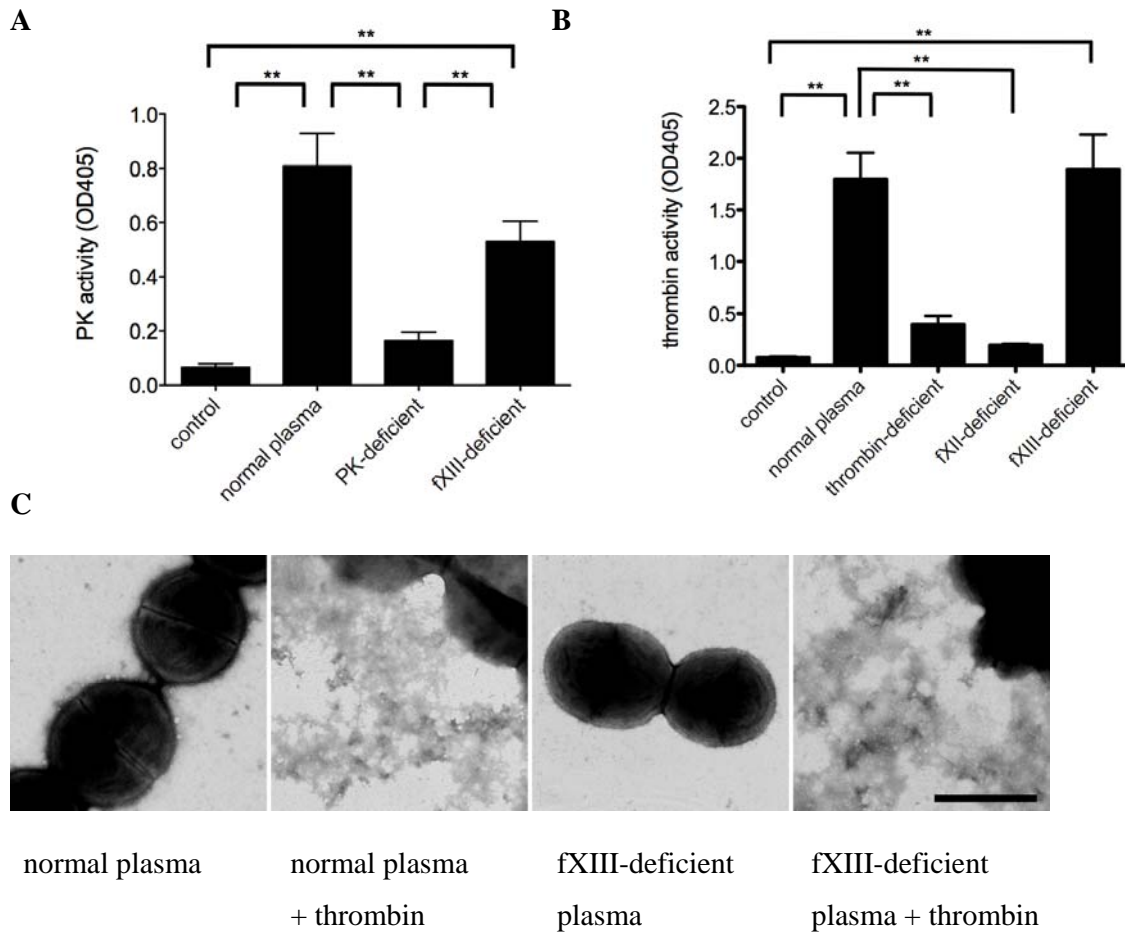 A
**
**
**
**
PK activity (OD405)
1.0
0.8
0.6
0.4
0.2
0.0
control
normal plasma
PK-deficient
fXIII-deficient
B
**
**
**
**
thrombin activity (OD405)
2.5
2.0
1.5
1.0
0.5
0.0
control
normal plasma
thrombin-deficient
fXII-deficient
fXIII-deficient
C
normal plasma
normal plasma
+ thrombin
fXIII-deficient
plasma
fXIII-deficient
plasma + thrombin